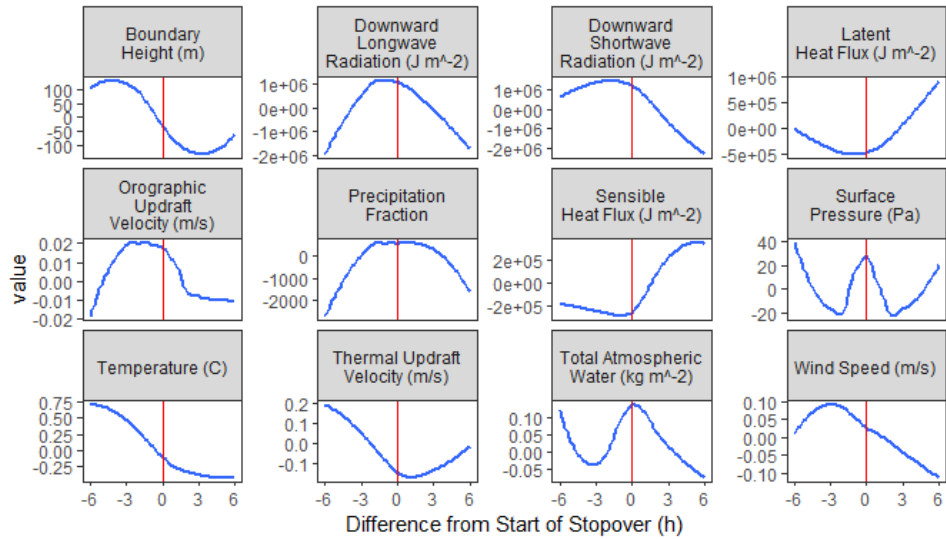 Boundary
Height (m)
Downward
Longwave
Radiation (J m^-2)
Downward
Shortwave
Radiation (J m^-2)
Latent
Heat Flux (J m^-2)
100
50
0
-50
-100
1e+06
0e+00
-1e+06
-2e+06
1e+06
0e+00
-1e+06
-2e+06
1e+06
5e+05
0e+00
-5e+05
Orographic
Updraft
Velocity (m/s)
Precipitation
Fraction
Sensible
Heat Flux (J m^-2)
Surface
Pressure (Pa)
0.02
0.01
0.00
-0.01
-0.02
0
-1000
-2000
2e+05
0e+00
-2e+05
40
20
0
-20
Temperature (C)
Thermal Updraft
Velocity (m/s)
Total Atmospheric
Water (kg m^-2)
Wind Speed (m/s)
0.75
0.50
0.25
0.00
-0.25
0.2
0.1
0.0
-0.1
0.10
0.05
0.00
-0.05
0.10
0.05
0.00
-0.05
-0.10
-6 -3 0 3 6
-6 -3 0 3 6
-6 -3 0 3 6
-6 -3 0 3 6
value
Difference from Start of Stopover (h)